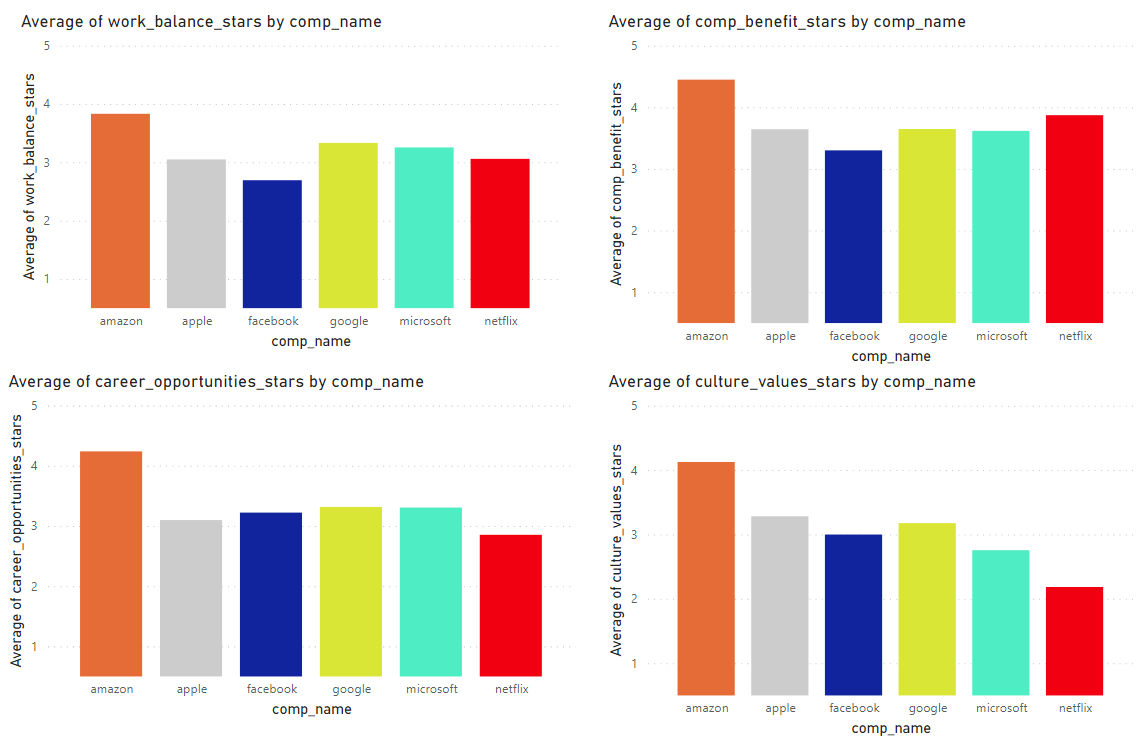 Average of work_balance_stars by comp_name
Average of work_balance_stars
5
4
3
2
1
amazon apple facebook google microsoft netflix
comp_name
Average of comp_benefit_stars by comp_name
Average of comp_benefit_stars
5
4
3
2
1
amazon apple facebook google microsoft netflix
comp_name
Average of career_opportunities_stars by comp_name
Average of career_opportunities_stars
5
4
3
2
1
amazon apple facebook google microsoft netflix
comp_name
Average of culture_values_stars by comp_name
Average of culture_values_stars
5
4
3
2
1
amazon apple facebook google microsoft netflix
comp_name